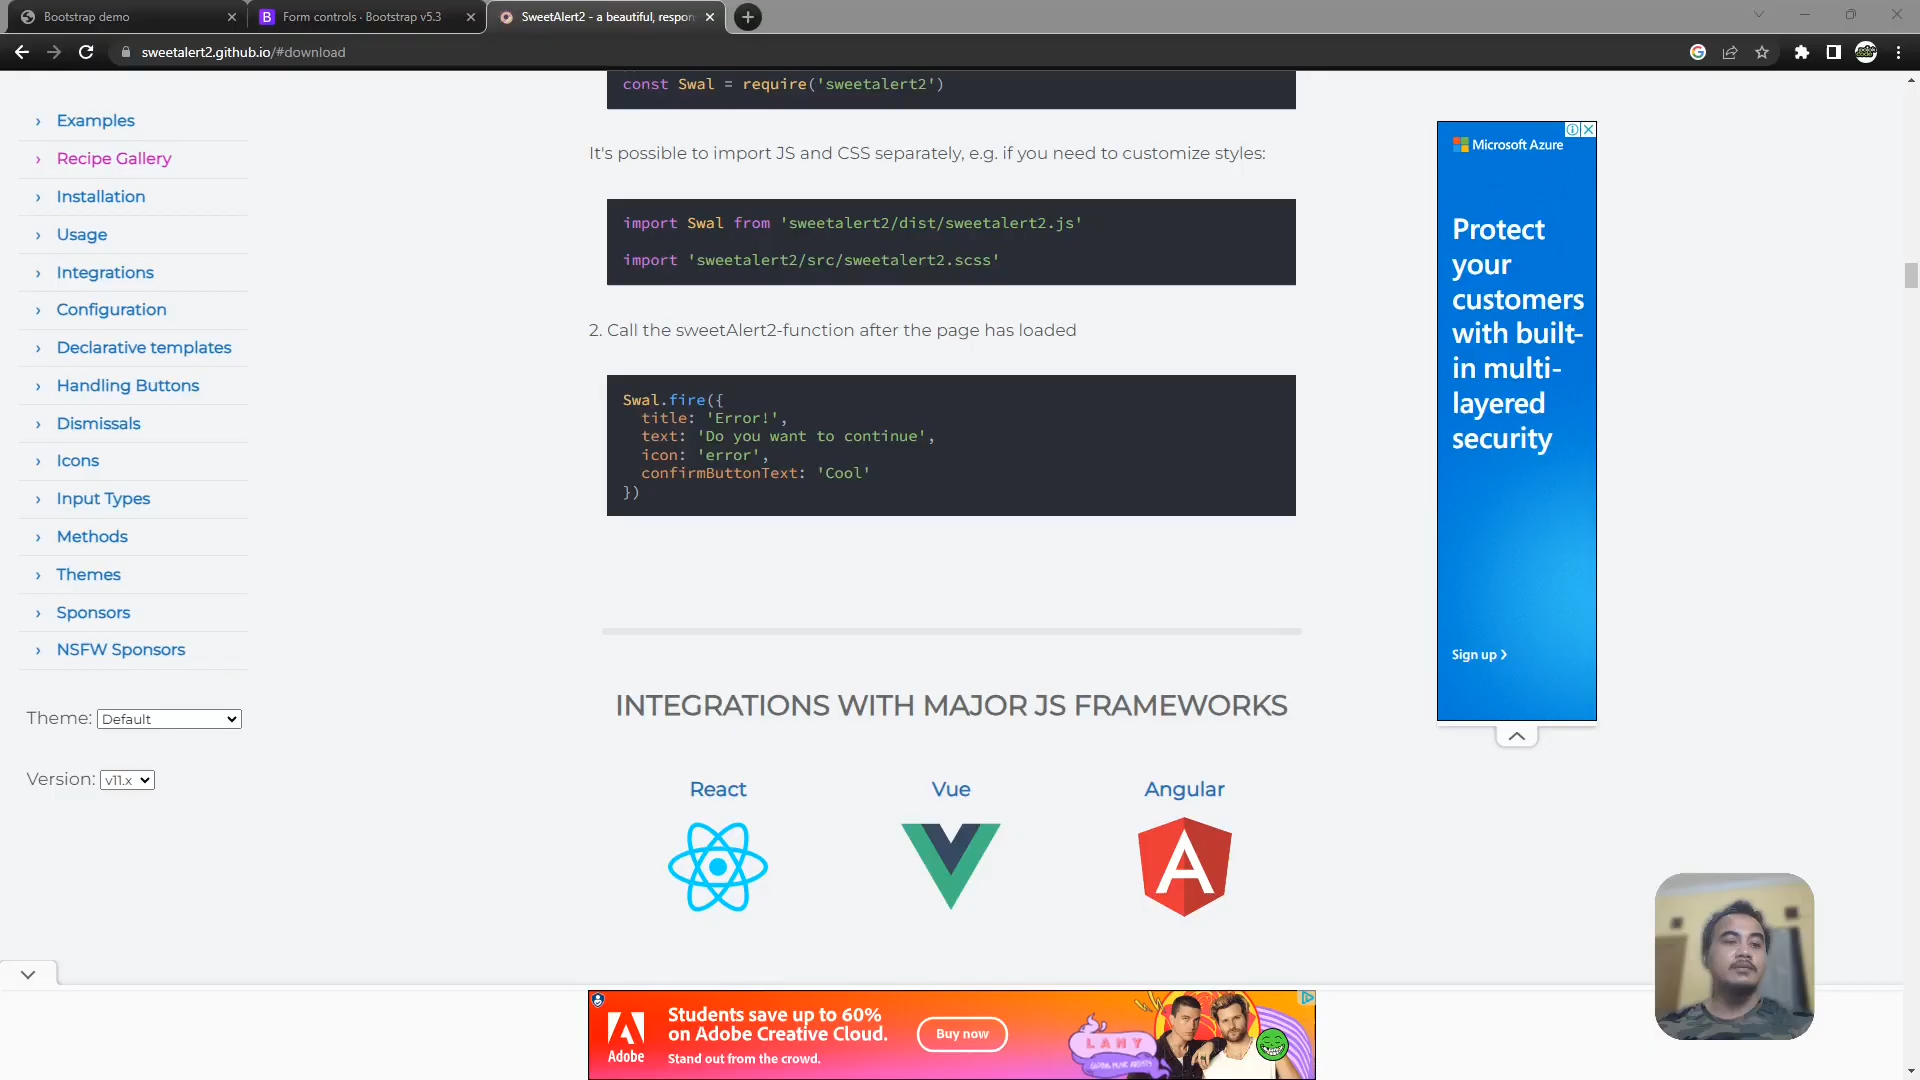 Bootstrap demo
Form controls · Bootstrap v5.3
SweetAlert2 - a beautiful, respon
sweetalert2.github.io/#download
Examples
Recipe Gallery
Installation
Usage
Integrations
Configuration
Declarative templates
Handling Buttons
Dismissals
Icons
Input Types
Methods
Themes
Sponsors
NSFW Sponsors
Theme: Default
Version: v11.x
const Swal = require('sweetalert2')
It's possible to import JS and CSS separately, e.g. if you need to customize styles:
import Swal from 'sweetalert2/dist/sweetalert2.js'
import 'sweetalert2/src/sweetalert2.scss'
2. Call the sweetAlert2-function after the page has loaded
Swal.fire({
title: 'Error!',
text: 'Do you want to continue',
icon: 'error',
confirmButtonText: 'Cool'
})
INTEGRATIONS WITH MAJOR JS FRAMEWORKS
React
Vue
Angular
A
Microsoft Azure
Protect
your
customers
with built-
in multi-
layered
security
Sign up
Adobe
Students save up to 60%
on Adobe Creative Cloud.
Stand out from the crowd.
Buy now
LANY